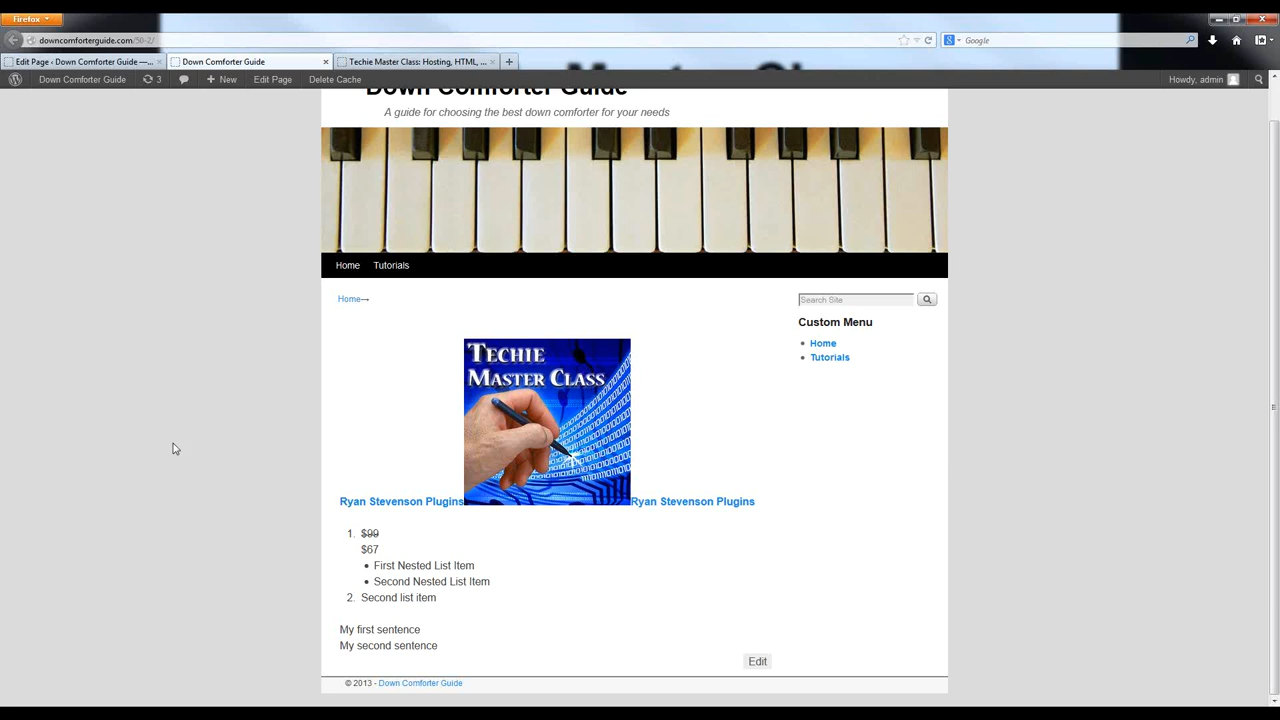 Firefox
downcomforterguide.com/50-2/
Google
Edit Page ‹ Down Comforter Guide —...
Down Comforter Guide
Techie Master Class: Hosting, HTML, ...
Down Comforter Guide
3
New
Edit Page
Delete Cache
Howdy, admin
Down Comforter Guide
A guide for choosing the best down comforter for your needs
Home
Tutorials
Home→
Search Site
Custom Menu
Home
Tutorials
TECHIE
MASTER CLASS
Ryan Stevenson Plugins
Ryan Stevenson Plugins
1. $99
$67
• First Nested List Item
• Second Nested List Item
2. Second list item
My first sentence
My second sentence
Edit
© 2013 - Down Comforter Guide